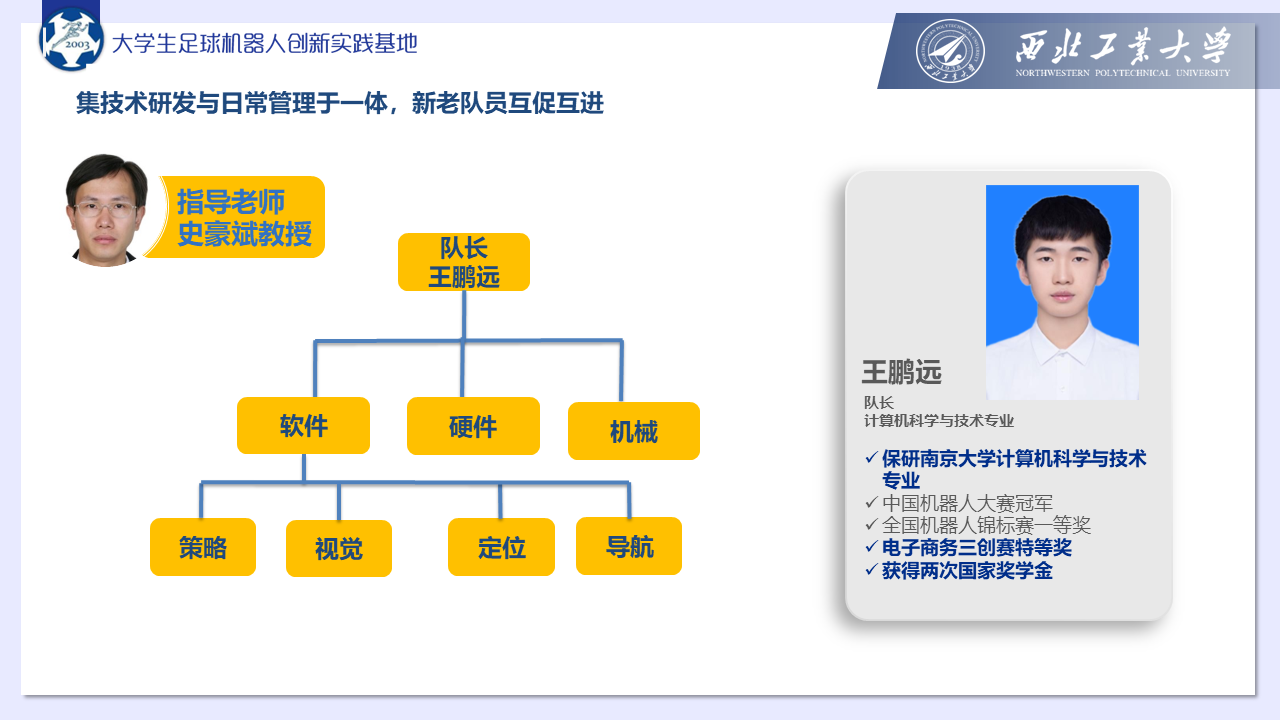 2003
大学生足球机器人创新实践基地
西北工业大学
NORTHWESTERN POLYTECHNICAL UNIVERSITY
集技术研发与日常管理于一体，新老队员互促互进
指导老师
史豪斌教授
队长
王鹏远
软件
硬件
机械
策略
视觉
定位
导航
王鹏远
队长
计算机科学与技术专业
✓保研南京大学计算机科学与技术
专业
✓中国机器人大赛冠军
✓全国机器人锦标赛一等奖
✓电子商务三创赛特等奖
✓获得两次国家奖学金